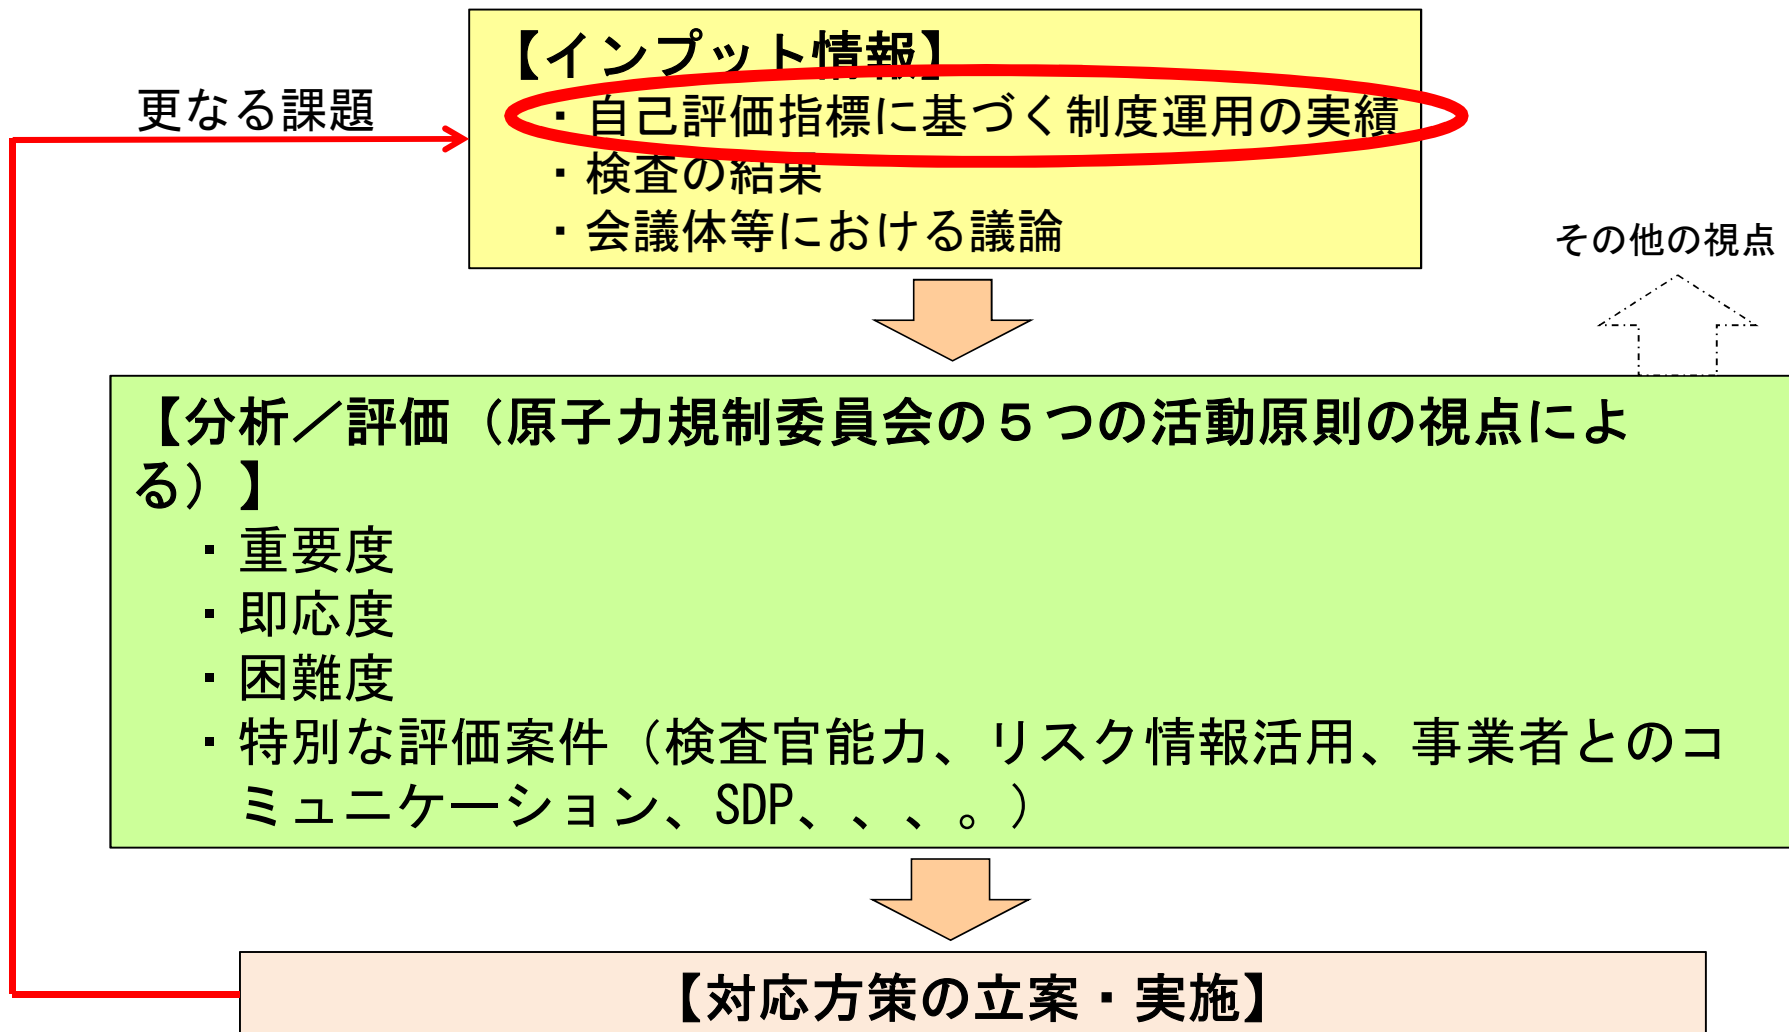 【インプット情報】
更なる課題
・自己評価指標に基づく制度運用の実績
・検査の結果
・会議体等における議論
その他の視点
【分析／評価（原子力規制委員会の５つの活動原則の視点によ
る）】
・重要度
・即応度
・困難度
・特別な評価案件（検査官能力、リスク情報活用、事業者とのコ
ミュニケーション、SDP、、、。）
【対応方策の立案・実施】